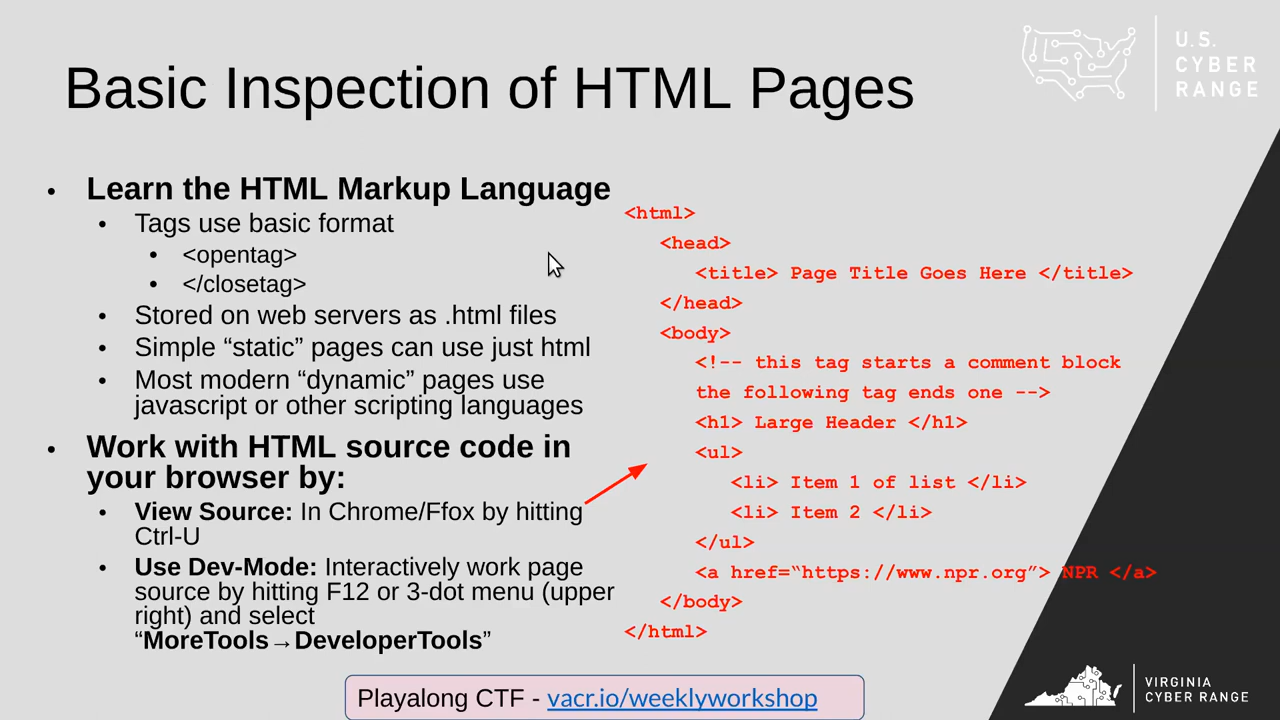 U.S.
CYBER
RANGE
Basic Inspection of HTML Pages
• Learn the HTML Markup Language
• Tags use basic format
• <opentag>
• </closetag>
• Stored on web servers as .html files
• Simple “static” pages can use just html
• Most modern “dynamic” pages use
javascript or other scripting languages
• Work with HTML source code in
your browser by:
• View Source: In Chrome/Ffox by hitting
Ctrl-U
• Use Dev-Mode: Interactively work page
source by hitting F12 or 3-dot menu (upper
right) and select
“MoreTools→DeveloperTools”
<html>
<head>
<title> Page Title Goes Here </title>
</head>
<body>
<!-- this tag starts a comment block
the following tag ends one -->
<h1> Large Header </h1>
<ul>
<li> Item 1 of list </li>
<li> Item 2 </li>
</ul>
<a href=“https://www.npr.org”> NPR </a>
</body>
</html>
Playalong CTF - vacr.io/weeklyworkshop
VIRGINIA
CYBER RANGE